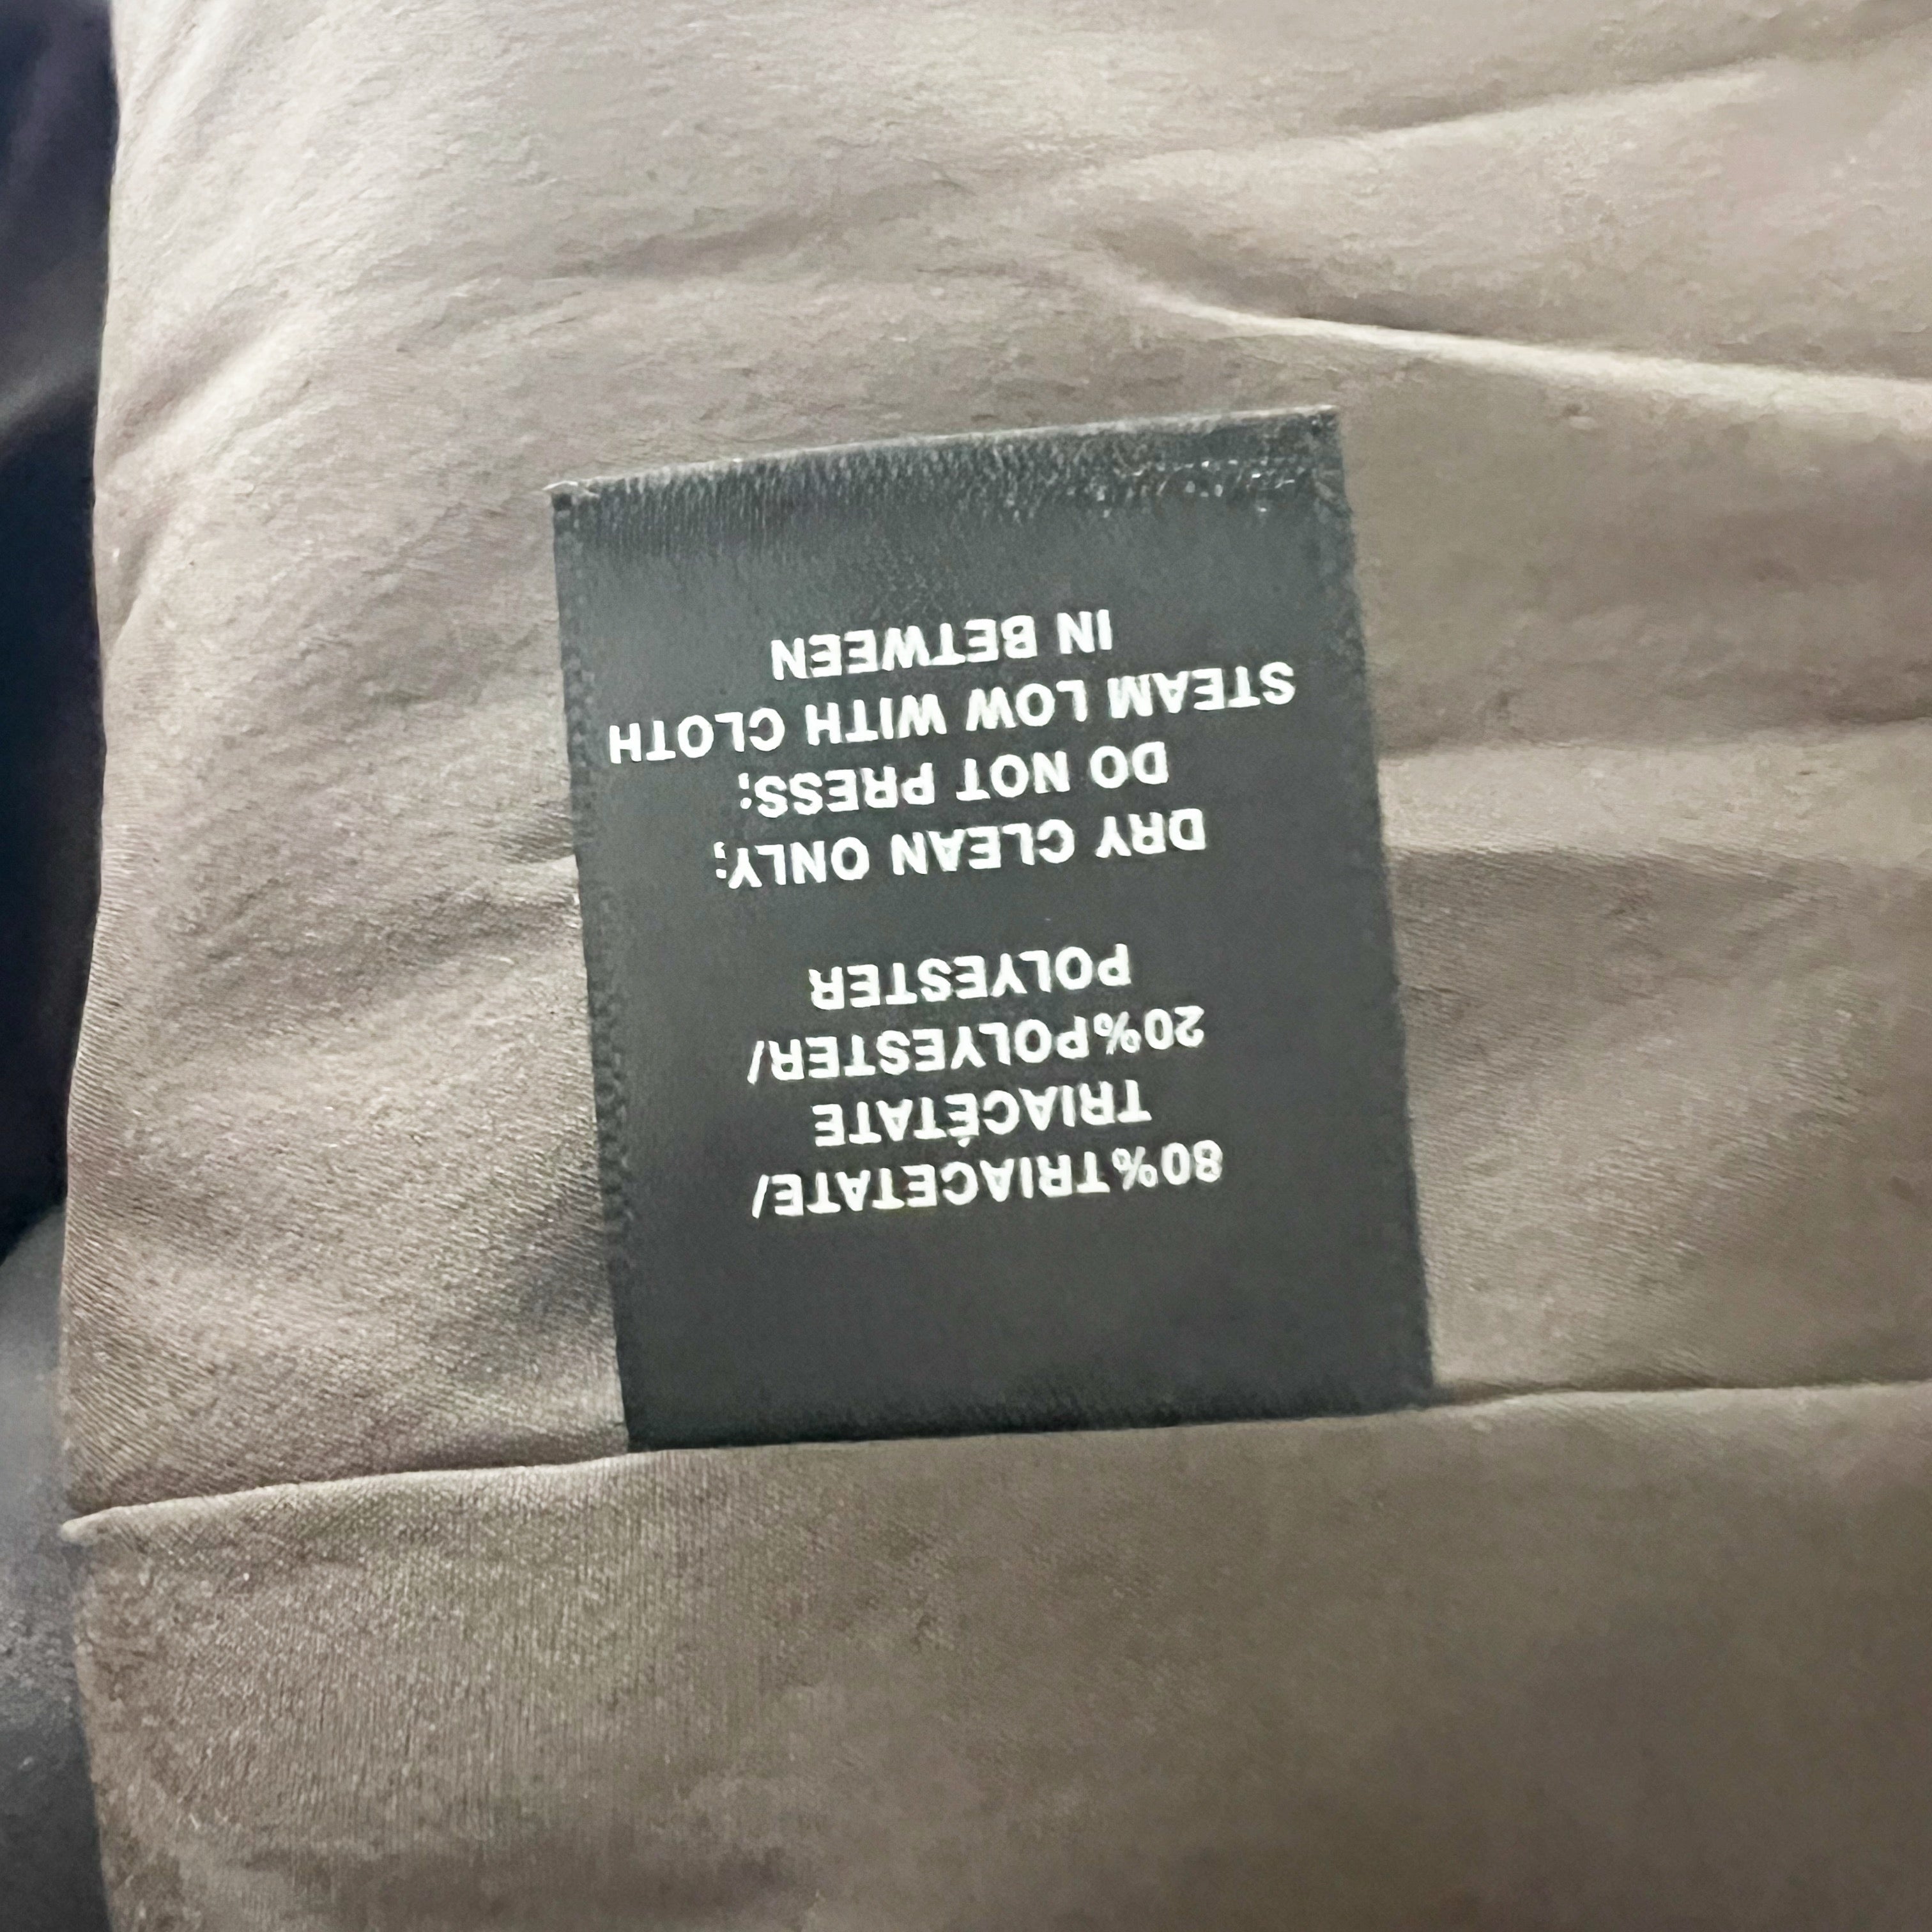 80%TRIACETATE/
TRIACÉTATE
20%POLYESTER/
POLYESTER
DRY CLEAN ONLY;
DO NOT PRESS;
STEAM LOW WITH CLOTH
IN BETWEEN